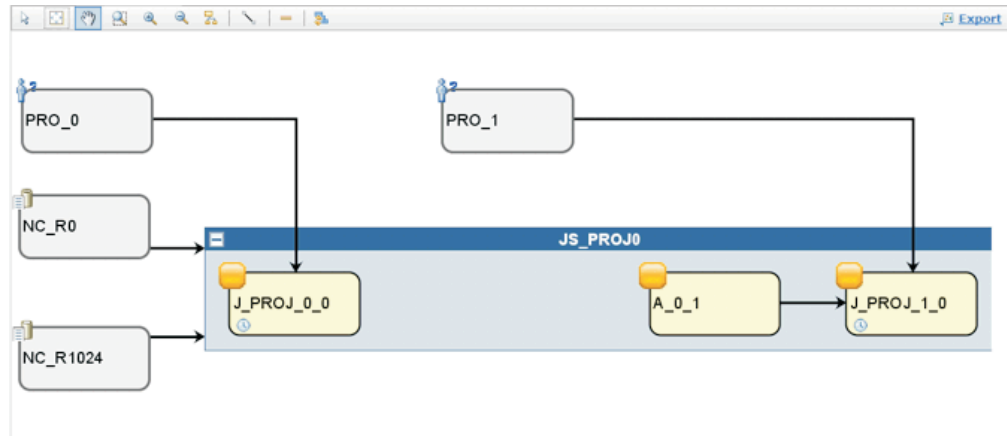 Export
PRO_0
PRO_1
NC_R0
JS_PROJ0
J_PROJ_0_0
A_0_1
J_PROJ_1_0
NC_R1024